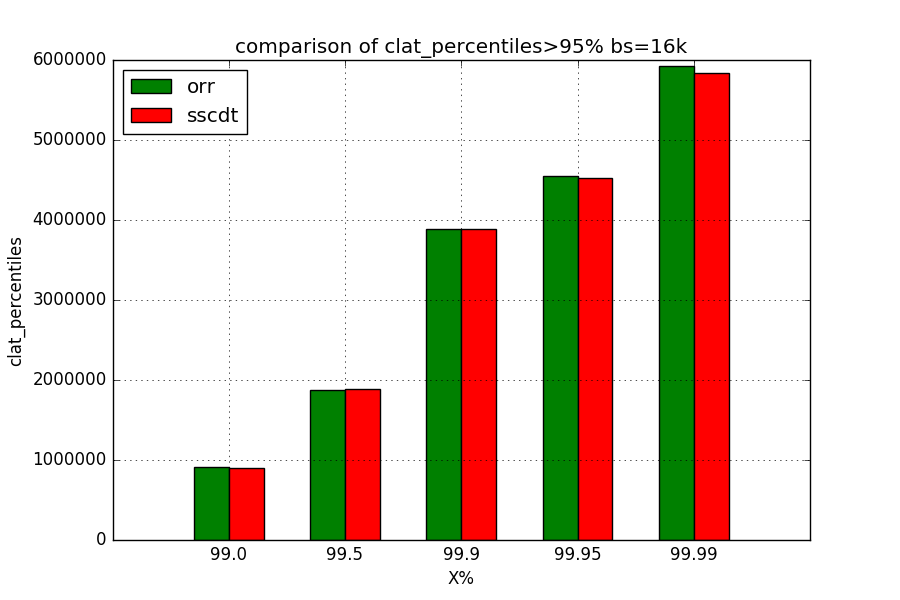 comparison of clat_percentiles>95% bs=16k
6000000
5000000
4000000
3000000
2000000
1000000
0
orr
sscdt
clat_percentiles
99.0
99.5
99.9
99.95
99.99
X%